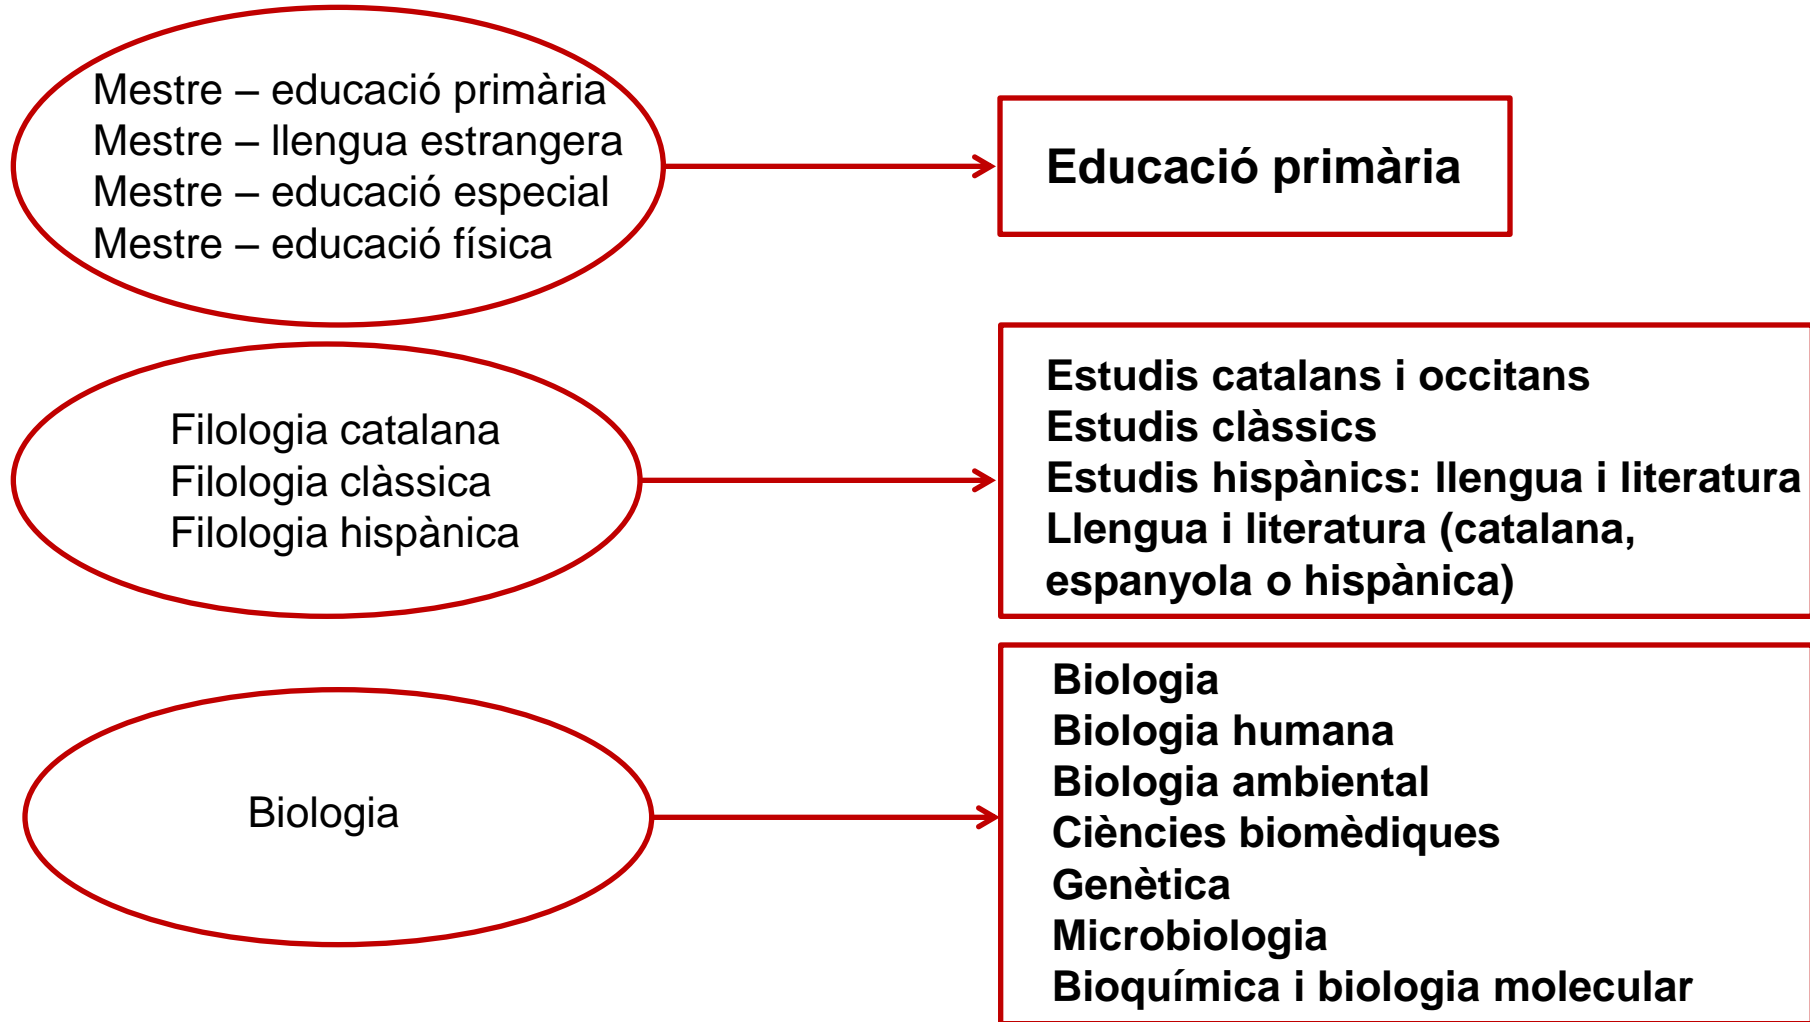 Mestre – educació primària
Mestre – llengua estrangera
Mestre – educació especial
Mestre – educació física
Educació primària
Filologia catalana
Filologia clàssica
Filologia hispànica
Estudis catalans i occitans
Estudis clàssics
Estudis hispànics: llengua i literatura
Llengua i literatura (catalana,
espanyola o hispànica)
Biologia
Biologia
Biologia humana
Biologia ambiental
Ciències biomèdiques
Genètica
Microbiologia
Bioquímica i biologia molecular